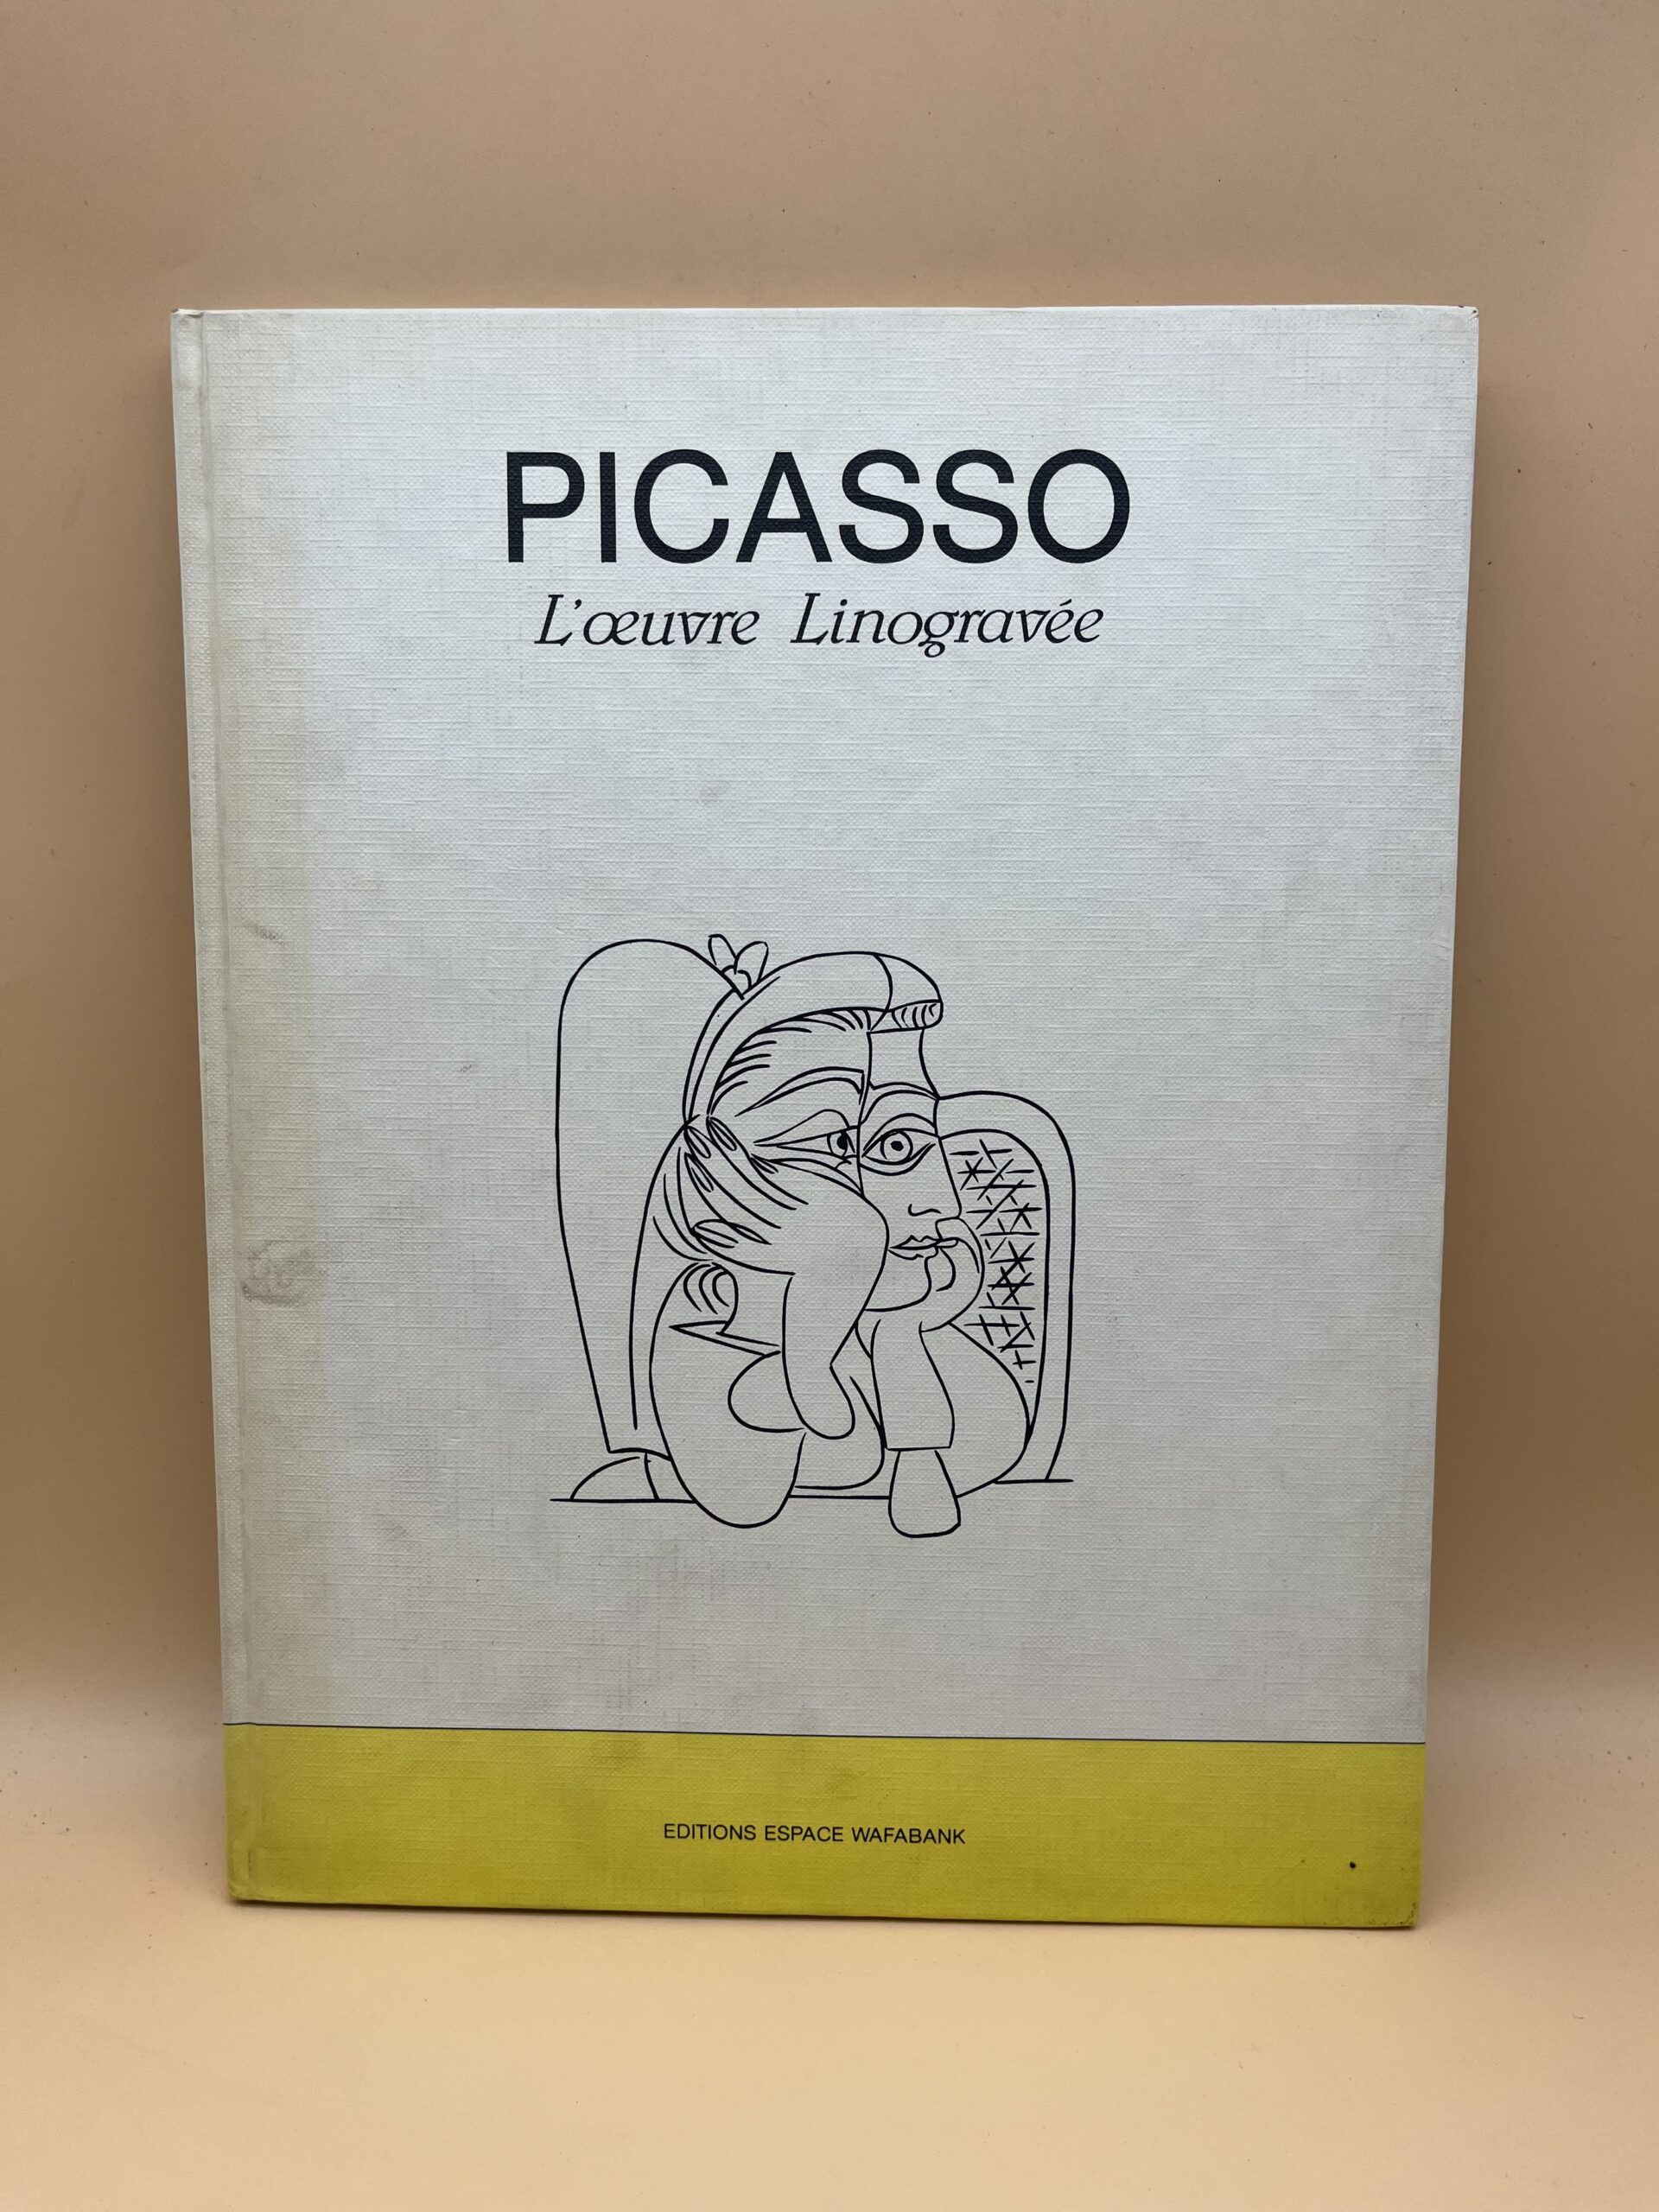 PICASSO
L'œuvre Linogravée
EDITIONS ESPACE WAFABANK